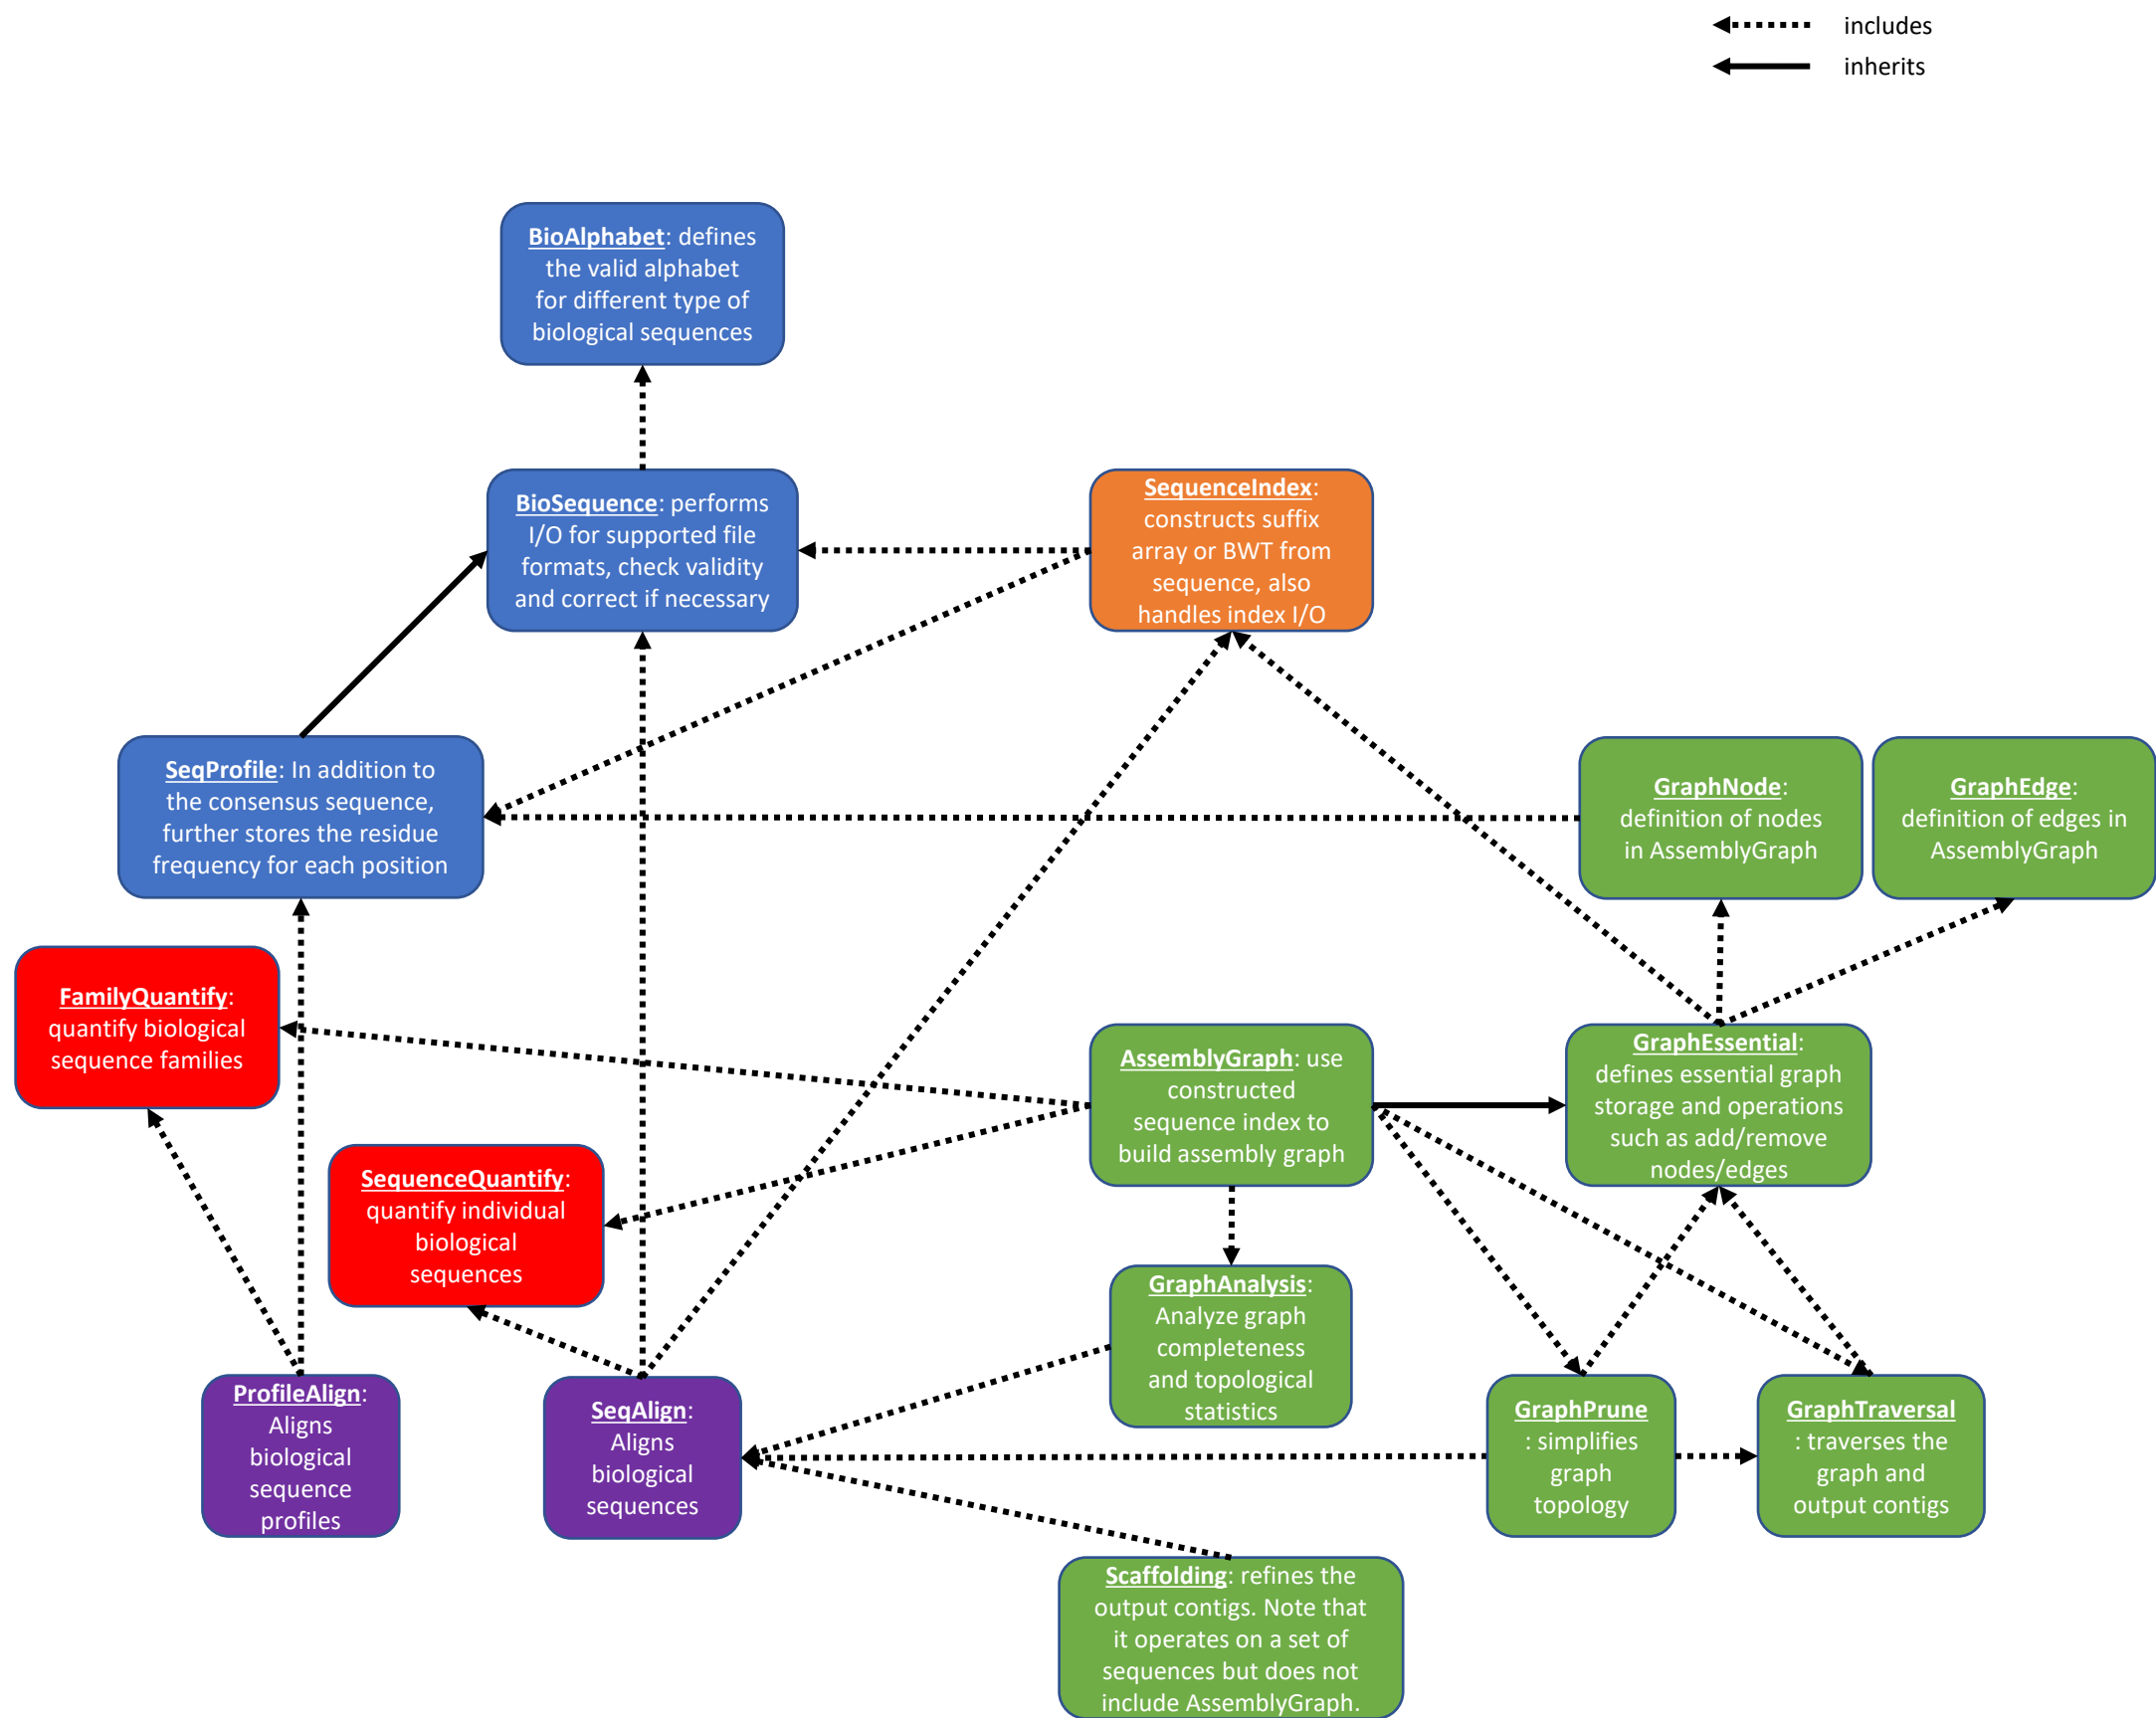 includes
inherits
BioAlphabet: defines
the valid alphabet
for different type of
biological sequences
BioSequence: performs
I/O for supported file
formats, check validity
and correct if necessary
SequenceIndex:
constructs suffix
array or BWT from
sequence, also
handles index I/O
SeqProfile: In addition to
the consensus sequence,
further stores the residue
frequency for each position
GraphNode:
definition of nodes
in AssemblyGraph
GraphEdge:
definition of edges in
AssemblyGraph
FamilyQuantify:
quantify biological
sequence families
AssemblyGraph: use
constructed
sequence index to
build assembly graph
GraphEssential:
defines essential graph
storage and operations
such as add/remove
nodes/edges
SequenceQuantify:
quantify individual
biological
sequences
GraphAnalysis:
Analyze graph
completeness
and topological
statistics
ProfileAlign:
Aligns
biological
sequence
profiles
SeqAlign:
Aligns
biological
sequences
GraphPrune
: simplifies
graph
topology
GraphTraversal
: traverses the
graph and
output contigs
Scaffolding: refines the
output contigs. Note that
it operates on a set of
sequences but does not
include AssemblyGraph.